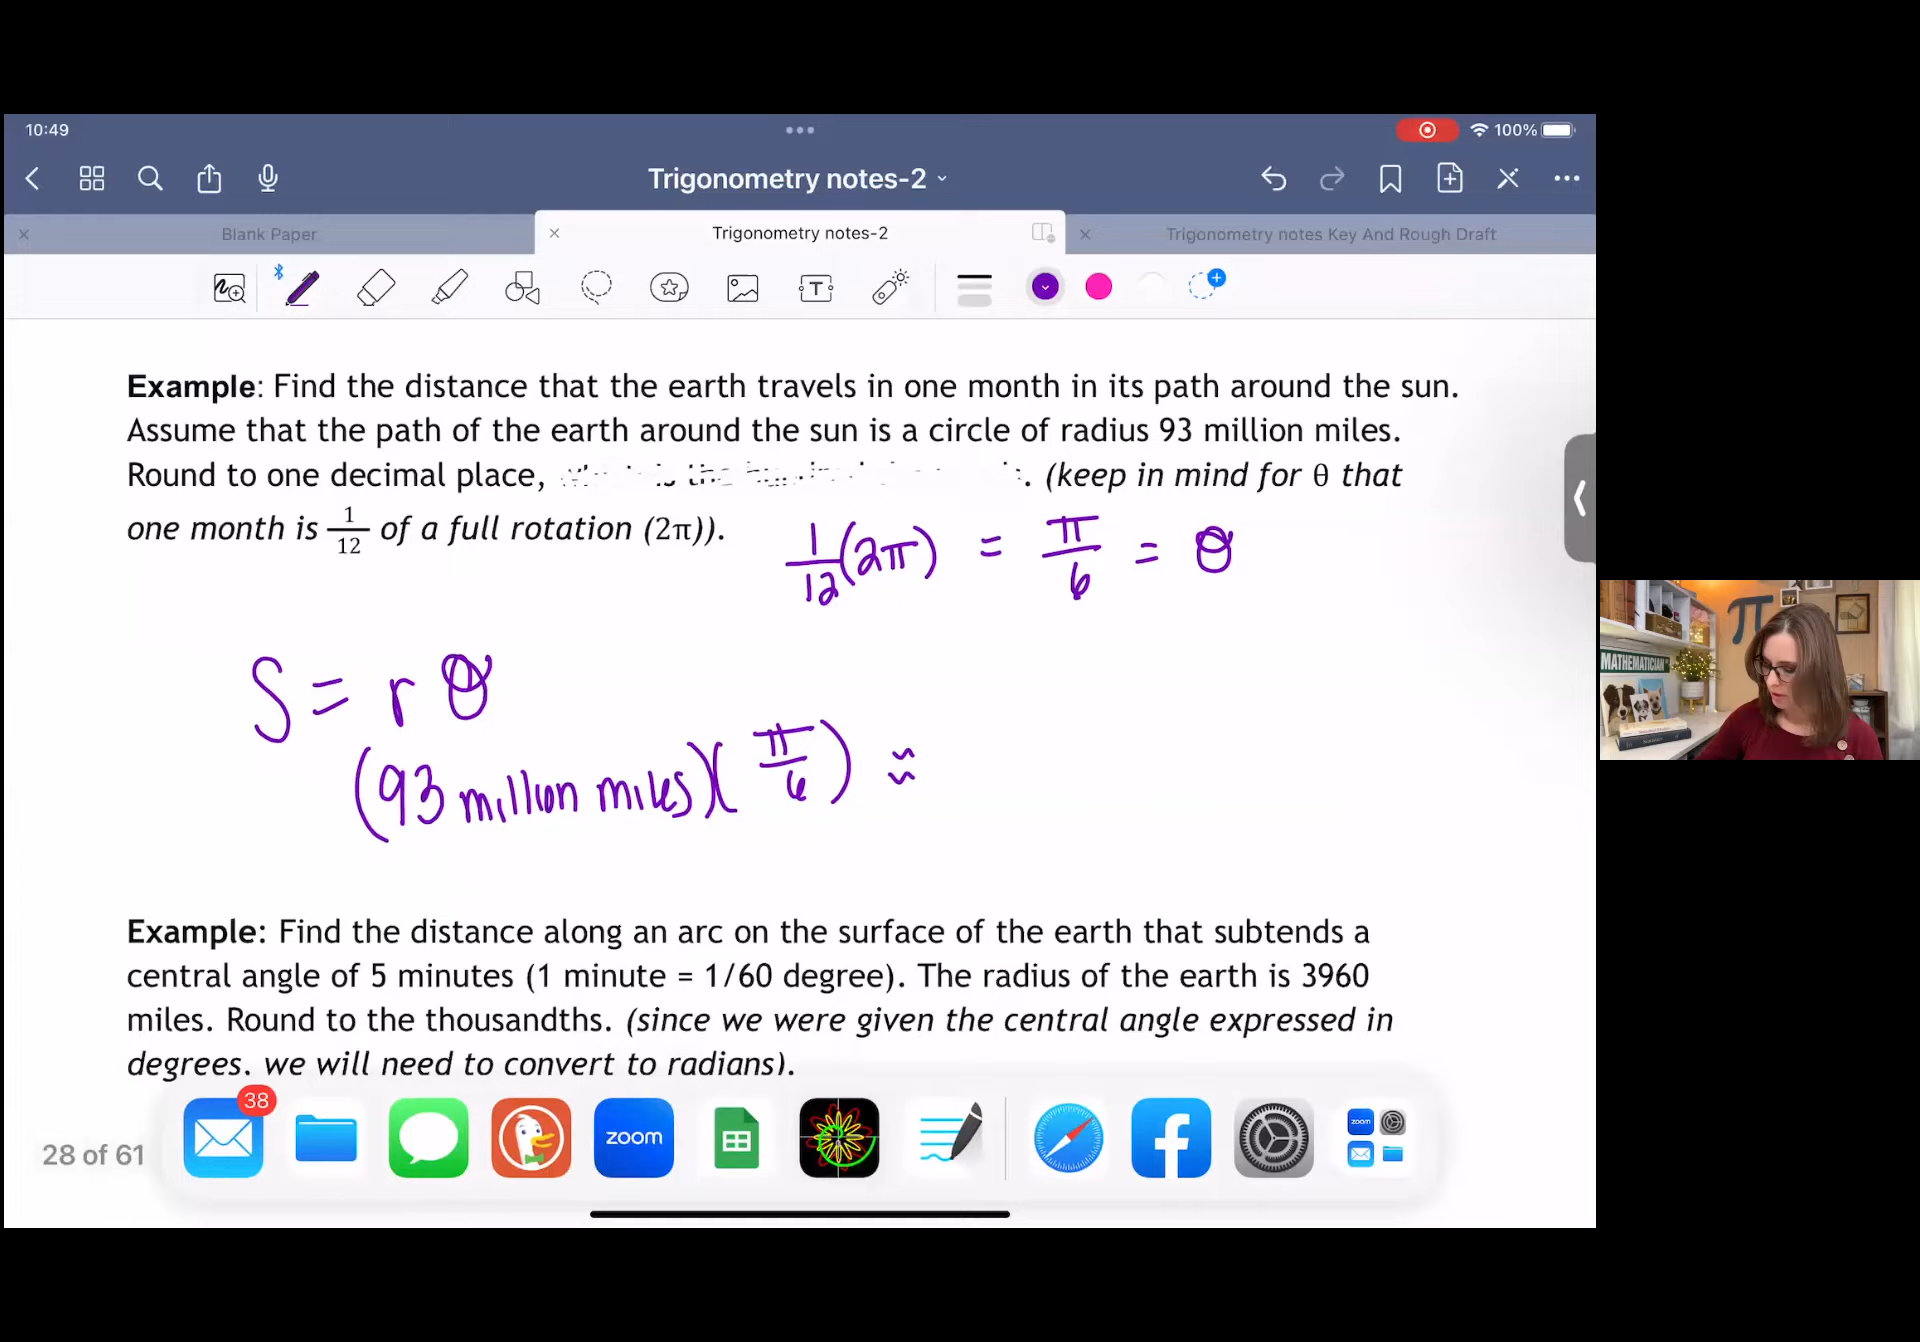 10:49
100%
Trigonometry notes-2
Blank Paper
Trigonometry notes-2
Trigonometry notes Key And Rough Draft
Example: Find the distance that the earth travels in one month in its path around the sun.
Assume that the path of the earth around the sun is a circle of radius 93 million miles.
Round to one decimal place, . (keep in mind for θ that
one month is 1/12 of a full rotation (2π)).
1/12 (2π) = π/6 = θ
S = r θ
(93 million miles)(π/6) ≈
MATHEMATICIAN
Example: Find the distance along an arc on the surface of the earth that subtends a
central angle of 5 minutes (1 minute = 1/60 degree). The radius of the earth is 3960
miles. Round to the thousandths. (since we were given the central angle expressed in
degrees, we will need to convert to radians).
38
zoom
zoom
28 of 61